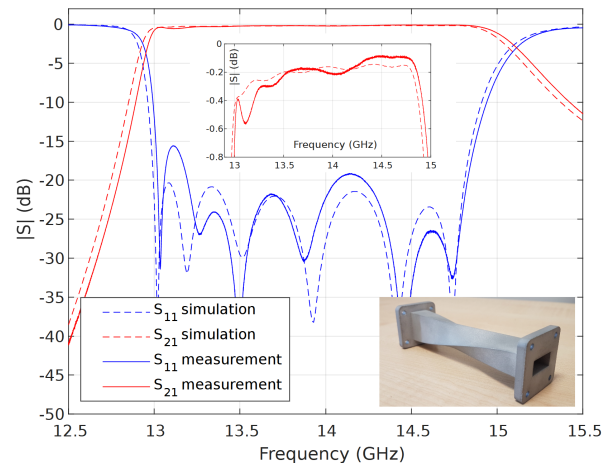 0
-5
-10
-15
-20
-25
-30
-35
-40
-45
-50
|S| (dB)
12.5 13 13.5 14 14.5 15 15.5
Frequency (GHz)
0
-0.2
-0.4
-0.6
-0.8
|S| (dB)
Frequency (GHz)
13 13.5 14 14.5 15
S11 simulation
S21 simulation
S11 measurement
S21 measurement